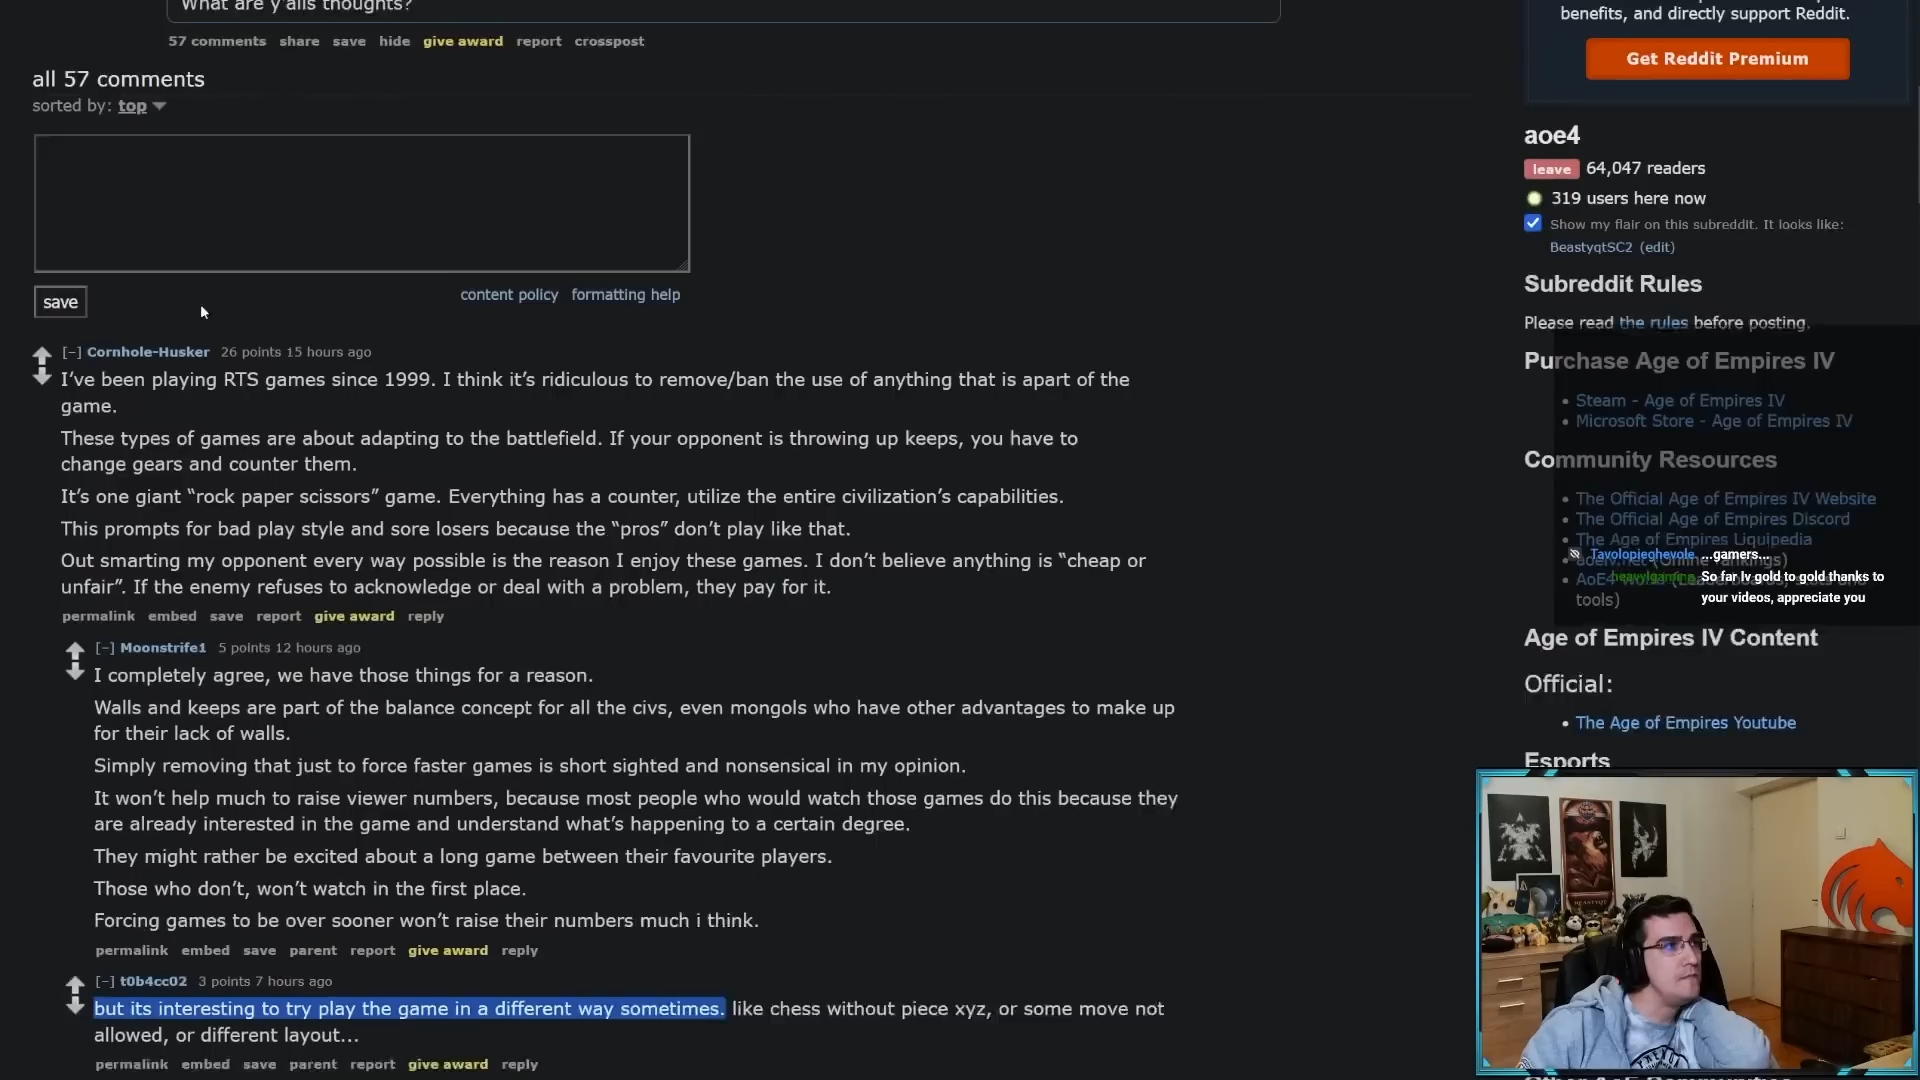 What are y'alls thoughts?
57 comments share save hide give award report crosspost
all 57 comments
sorted by: top
save
content policy formatting help
[–] Cornhole-Husker 26 points 15 hours ago
I've been playing RTS games since 1999. I think it's ridiculous to remove/ban the use of anything that is apart of the
game.
These types of games are about adapting to the battlefield. If your opponent is throwing up keeps, you have to
change gears and counter them.
It's one giant “rock paper scissors” game. Everything has a counter, utilize the entire civilization's capabilities.
This prompts for bad play style and sore losers because the “pros” don't play like that.
Out smarting my opponent every way possible is the reason I enjoy these games. I don't believe anything is “cheap or
unfair”. If the enemy refuses to acknowledge or deal with a problem, they pay for it.
permalink embed save report give award reply
[–] Moonstrife1 5 points 12 hours ago
I completely agree, we have those things for a reason.
Walls and keeps are part of the balance concept for all the civs, even mongols who have other advantages to make up
for their lack of walls.
Simply removing that just to force faster games is short sighted and nonsensical in my opinion.
It won't help much to raise viewer numbers, because most people who would watch those games do this because they
are already interested in the game and understand what's happening to a certain degree.
They might rather be excited about a long game between their favourite players.
Those who don't, won't watch in the first place.
Forcing games to be over sooner won't raise their numbers much i think.
permalink embed save parent report give award reply
[–] t0b4cc02 3 points 7 hours ago
but its interesting to try play the game in a different way sometimes. like chess without piece xyz, or some move not
allowed, or different layout...
permalink embed save parent report give award reply
benefits, and directly support Reddit.
Get Reddit Premium
aoe4
leave 64,047 readers
319 users here now
Show my flair on this subreddit. It looks like:
BeastyqtSC2 (edit)
Subreddit Rules
Please read the rules before posting.
Purchase Age of Empires IV
Steam - Age of Empires IV
Microsoft Store - Age of Empires IV
Community Resources
The Official Age of Empires IV Website
The Official Age of Empires Discord
The Age of Empires Liquipedia
Tavolopieghevole ...gamers...
aoeiv.net (Online rankings)
heavylgaming So far lv gold to gold thanks to
your videos, appreciate you
tools)
Age of Empires IV Content
Official:
The Age of Empires Youtube
Esports